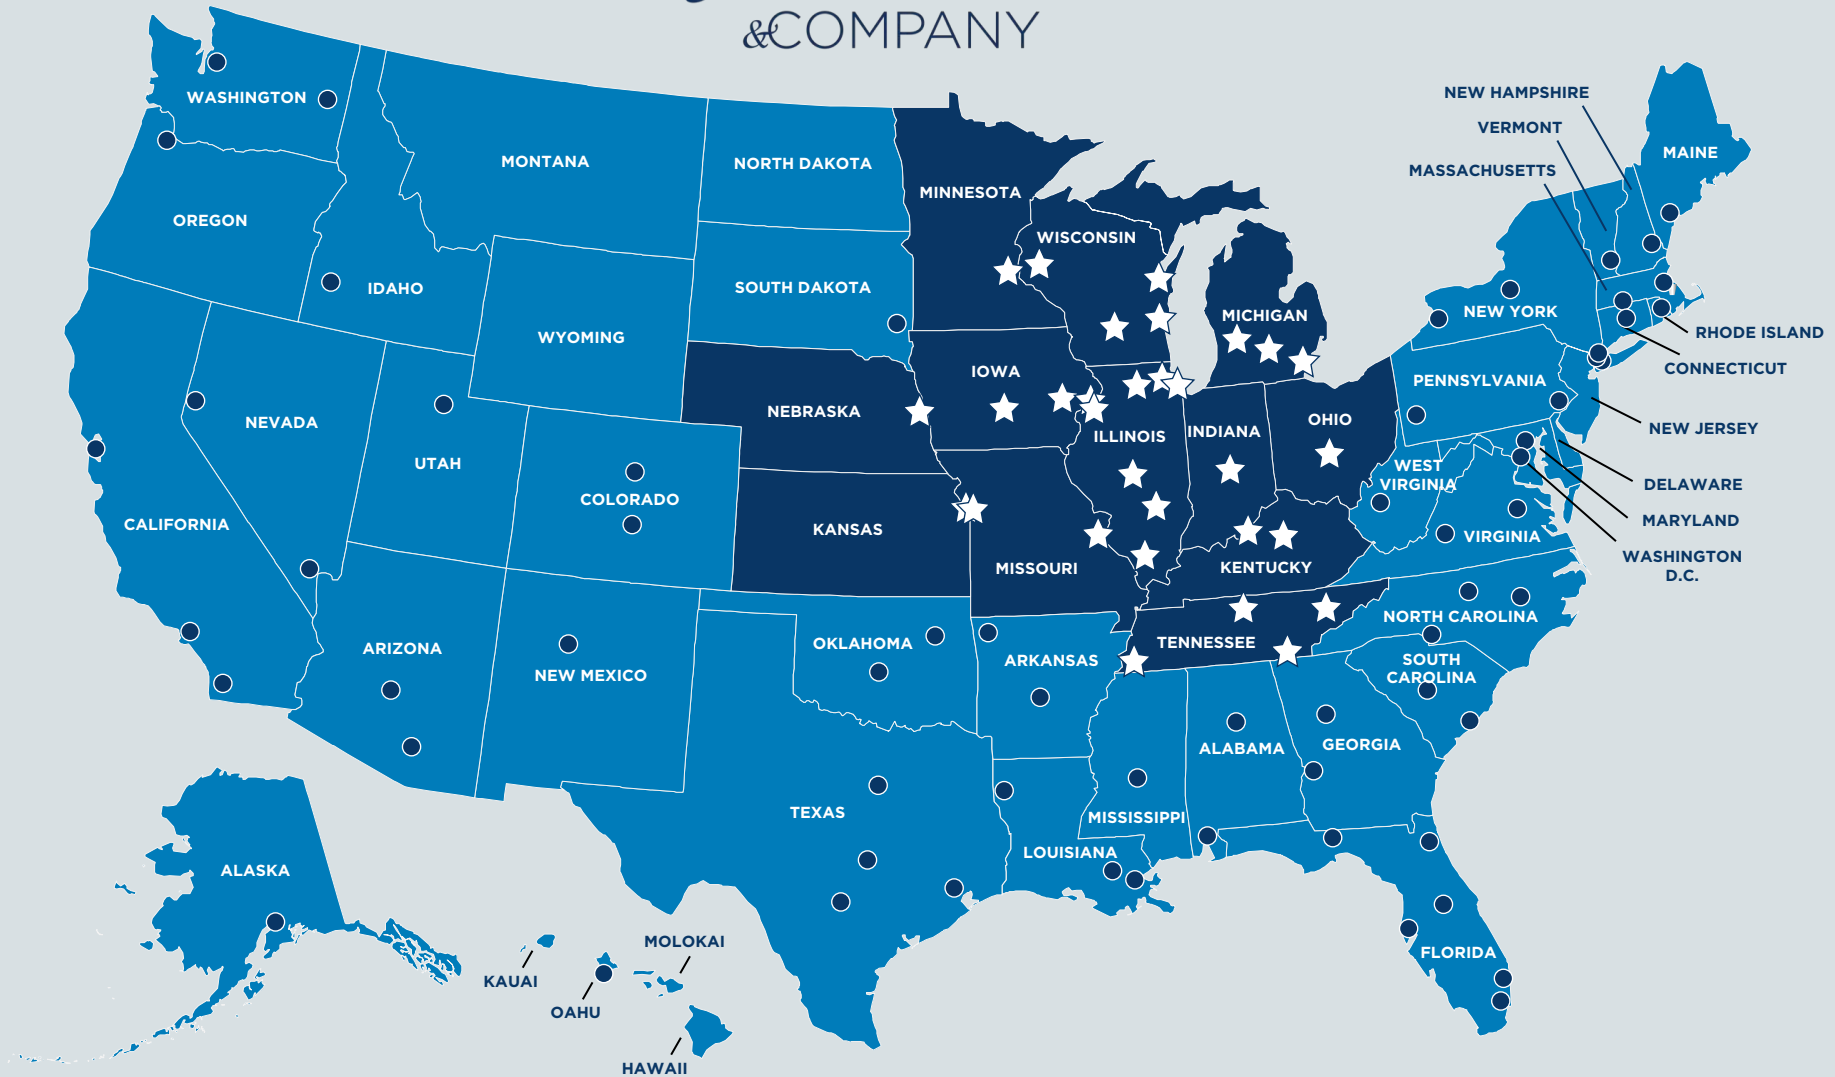 &COMPANY
WASHINGTON
MONTANA
NORTH DAKOTA
MINNESOTA
NEW HAMPSHIRE
VERMONT
MASSACHUSETTS
MAINE
OREGON
IDAHO
WYOMING
SOUTH DAKOTA
WISCONSIN
MICHIGAN
NEW YORK
RHODE ISLAND
CONNECTICUT
NEVADA
UTAH
COLORADO
NEBRASKA
IOWA
ILLINOIS
INDIANA
OHIO
PENNSYLVANIA
NEW JERSEY
WEST
VIRGINIA
DELAWARE
MARYLAND
WASHINGTON
D.C.
CALIFORNIA
KANSAS
MISSOURI
KENTUCKY
VIRGINIA
ARIZONA
NEW MEXICO
OKLAHOMA
ARKANSAS
TENNESSEE
NORTH CAROLINA
SOUTH
CAROLINA
TEXAS
LOUISIANA
MISSISSIPPI
ALABAMA
GEORGIA
FLORIDA
ALASKA
KAUAI
OAHU
MOLOKAI
HAWAII